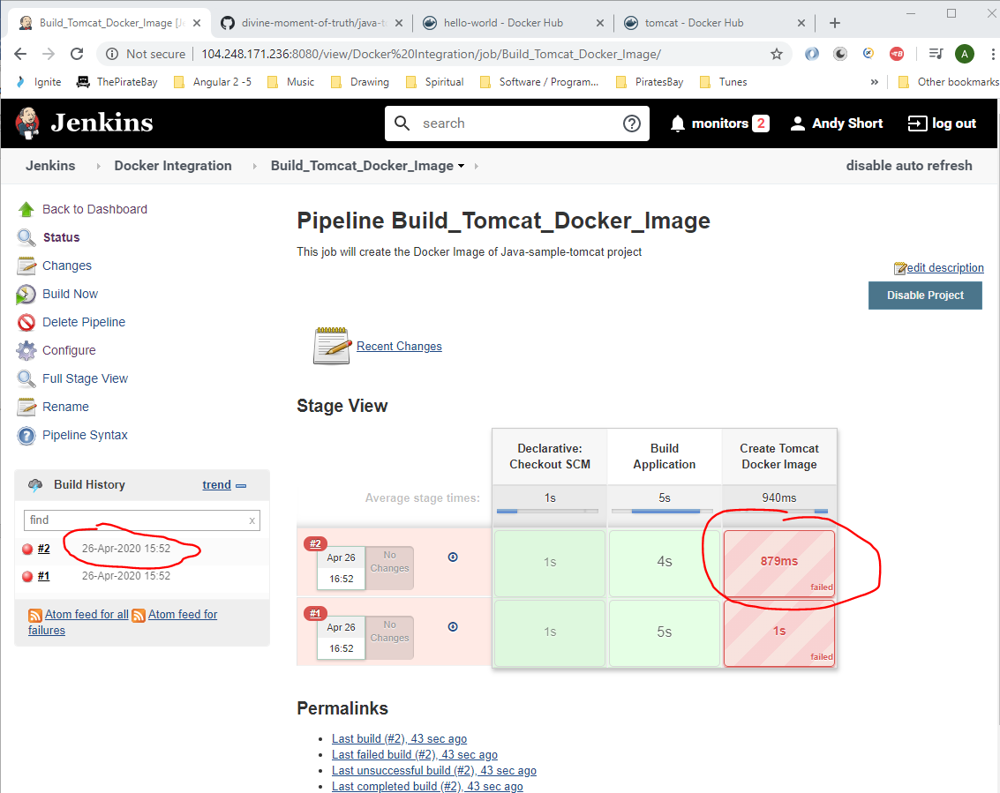 Build_Tomcat_Docker_Image [Je
divine-moment-of-truth/java-to
hello-world - Docker Hub
tomcat - Docker Hub
Not secure
104.248.171.236:8080/view/Docker%20Integration/job/Build_Tomcat_Docker_Image/
A
Ignite
ThePirateBay
Angular 2 -5
Music
Drawing
Spiritual
Software / Program...
PiratesBay
Tunes
»
Other bookmarks
Jenkins
search
monitors 2
Andy Short
log out
Jenkins
Docker Integration
Build_Tomcat_Docker_Image
disable auto refresh
Back to Dashboard
Status
Changes
Build Now
Delete Pipeline
Configure
Full Stage View
Rename
Pipeline Syntax
Build History
trend
find
x
#2
26-Apr-2020 15:52
#1
26-Apr-2020 15:52
Atom feed for all
Atom feed for
failures
Pipeline Build_Tomcat_Docker_Image
This job will create the Docker Image of Java-sample-tomcat project
edit description
Disable Project
Recent Changes
Stage View
Declarative:
Checkout SCM
Build
Application
Create Tomcat
Docker Image
Average stage times:
1s
5s
940ms
#2
Apr 26
16:52
No
Changes
1s
4s
879ms
failed
#1
Apr 26
16:52
No
Changes
1s
5s
1s
failed
Permalinks
Last build (#2), 43 sec ago
Last failed build (#2), 43 sec ago
Last unsuccessful build (#2), 43 sec ago
Last completed build (#2), 43 sec ago